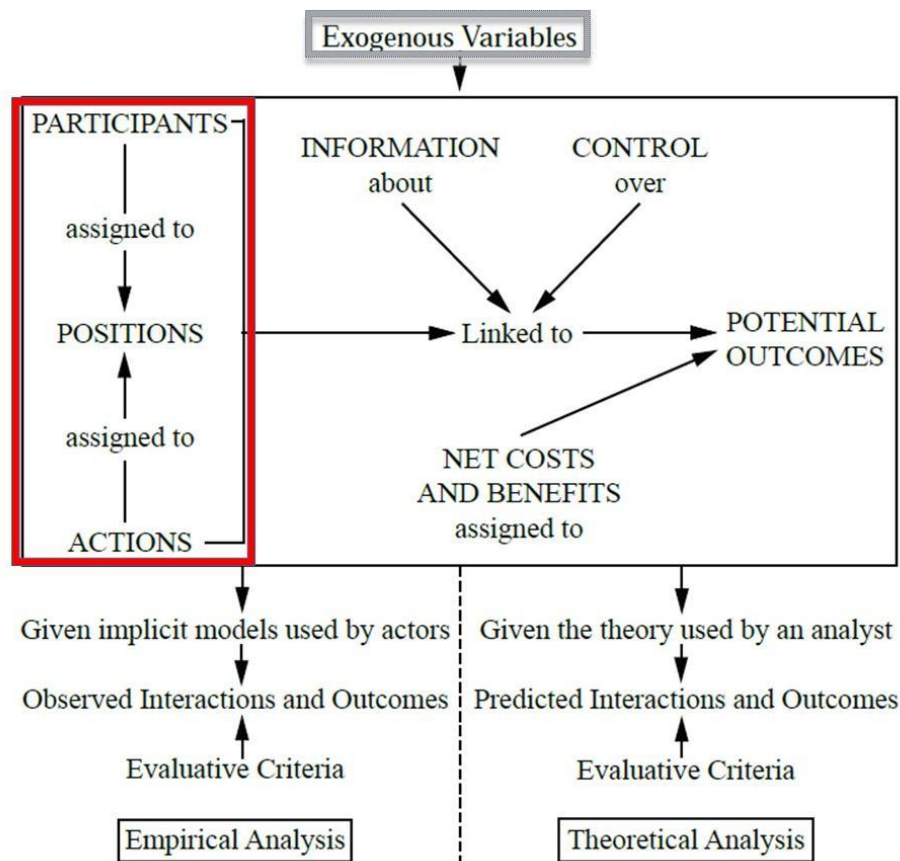 Exogenous Variables
PARTICIPANTS
assigned to
POSITIONS
assigned to
ACTIONS
INFORMATION
about
CONTROL
over
Linked to
POTENTIAL
OUTCOMES
NET COSTS
AND BENEFITS
assigned to
Given implicit models used by actors
Observed Interactions and Outcomes
Evaluative Criteria
Empirical Analysis
Given the theory used by an analyst
Predicted Interactions and Outcomes
Evaluative Criteria
Theoretical Analysis